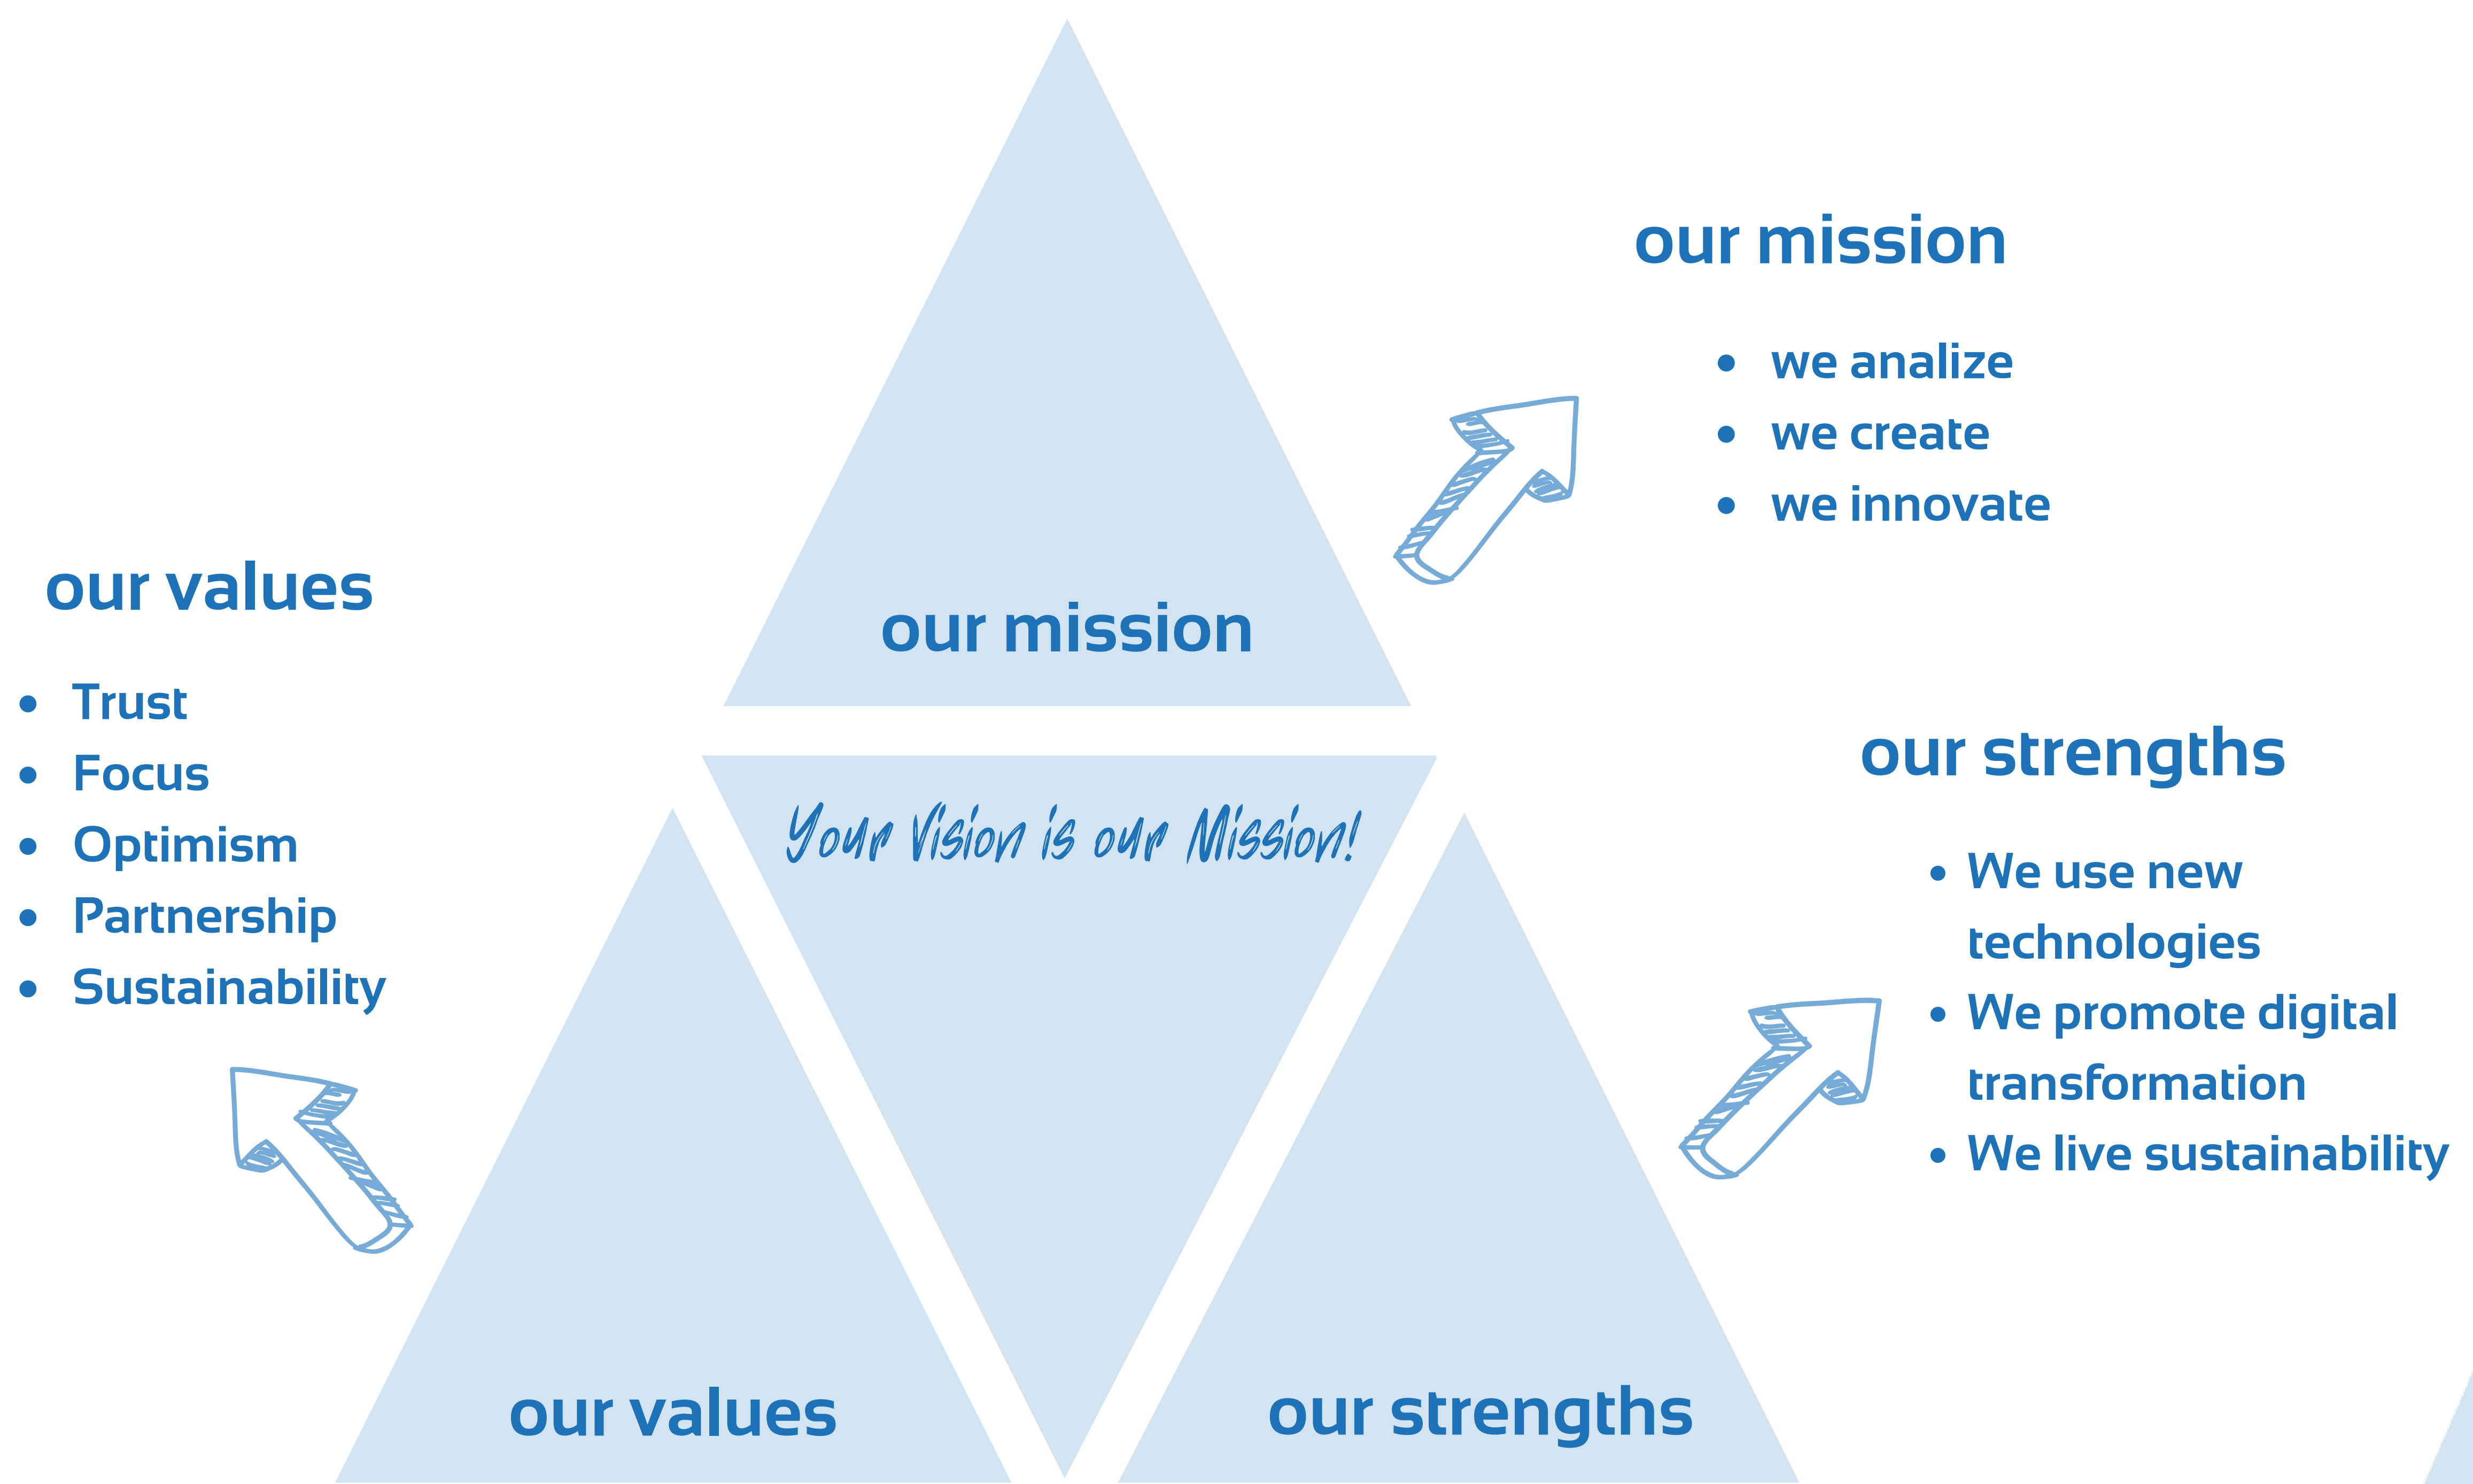 our mission
• we analize
• we create
• we innovate
our values
• Trust
• Focus
• Optimism
• Partnership
• Sustainability
our mission
Your Vision is our Mission!
our strengths
• We use new
technologies
• We promote digital
transformation
• We live sustainability
our values
our strengths